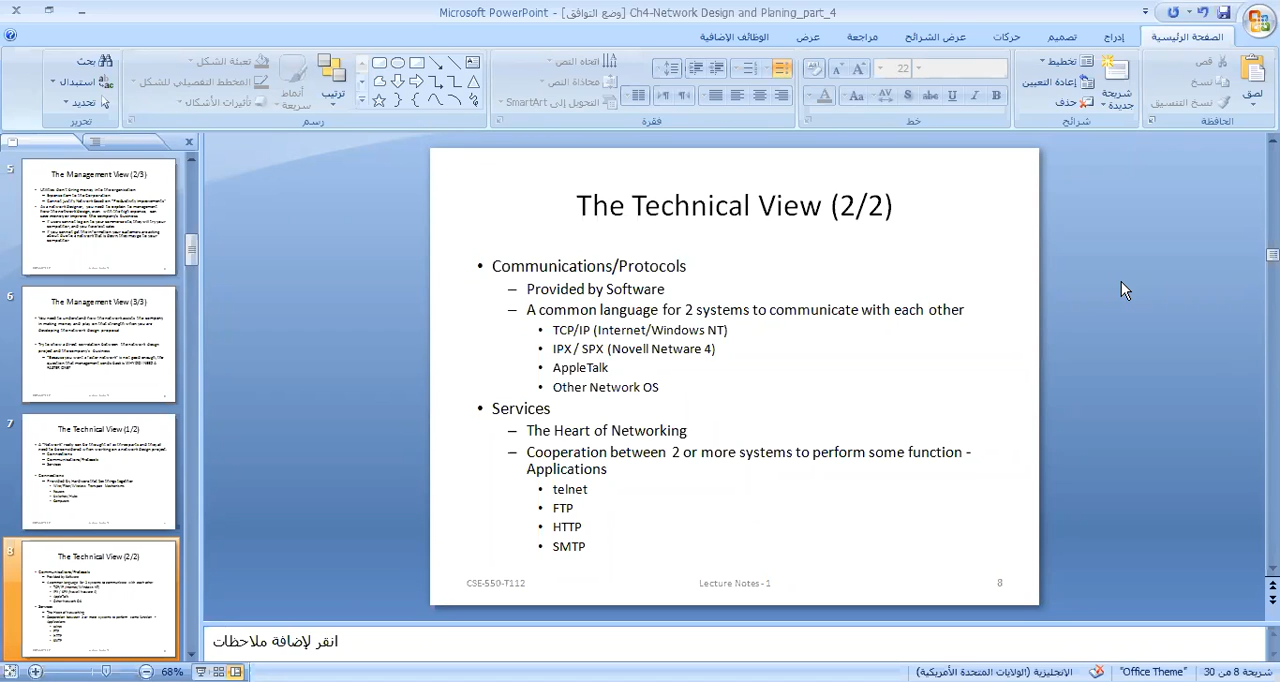 Microsoft PowerPoint - [وضع التوافق] Ch4-Network Design and Planing_part_4
الصفحة الرئيسية
إدراج
تصميم
حركات
عرض الشرائح
مراجعة
عرض
الوظائف الإضافية
لصق
قص
نسخ
نسخ التنسيق
الحافظة
شريحة جديدة
تخطيط
إعادة التعيين
حذف
شرائح
22
خط
فقرة
اتجاه النص
محاذاة النص
التحويل إلى SmartArt
ترتيب
أنماط سريعة
تعبئة الشكل
المخطط التفصيلي للشكل
تأثيرات الأشكال
رسم
بحث
استبدال
تحديد
تحرير
5
The Management View (2/3)
6
The Management View (3/3)
7
The Technical View (1/2)
8
The Technical View (2/2)
The Technical View (2/2)
• Communications/Protocols
– Provided by Software
– A common language for 2 systems to communicate with each other
• TCP/IP (Internet/Windows NT)
• IPX / SPX (Novell Netware 4)
• AppleTalk
• Other Network OS
• Services
– The Heart of Networking
– Cooperation between 2 or more systems to perform some function -
Applications
• telnet
• FTP
• HTTP
• SMTP
CSE-550-T112
Lecture Notes - 1
8
انقر لإضافة ملاحظات
شريحة 8 من 30
"Office Theme"
الإنجليزية (الولايات المتحدة الأمريكية)
68%